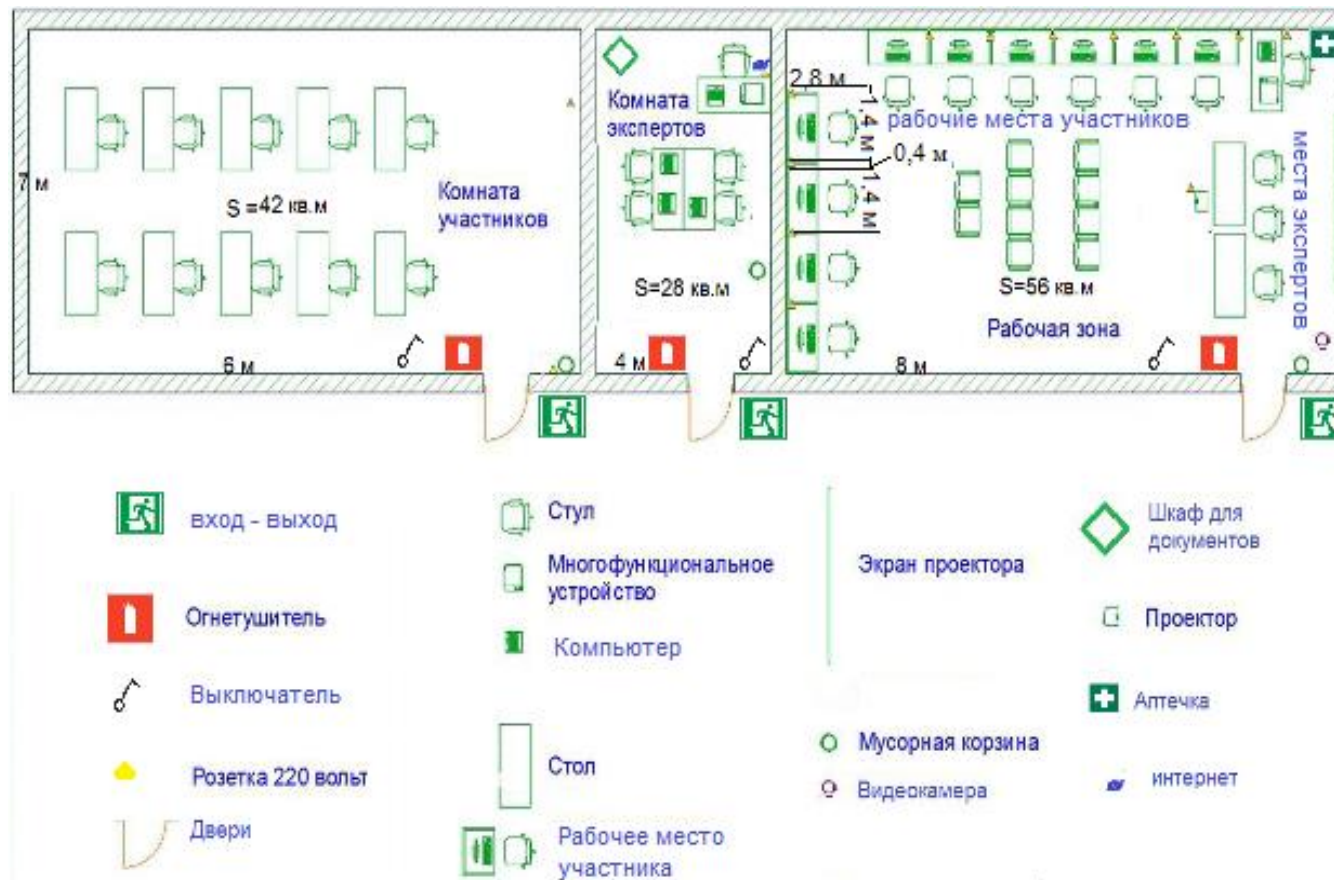 7 м
S =42 кв.м
Комната
участников
6 м
Комната
экспертов
S=28 кв.м
4 м
2,8 м
1,4 м
0,4 м
1,4 м
рабочие места участников
места экспертов
S=56 кв.м
Рабочая зона
8 м
вход - выход
Огнетушитель
Выключатель
Розетка 220 вольт
Двери
Стул
Многофункциональное
устройство
Компьютер
Стол
Рабочее место
участника
Экран проектора
Мусорная корзина
Видеокамера
Шкаф для
документов
Проектор
Аптечка
интернет